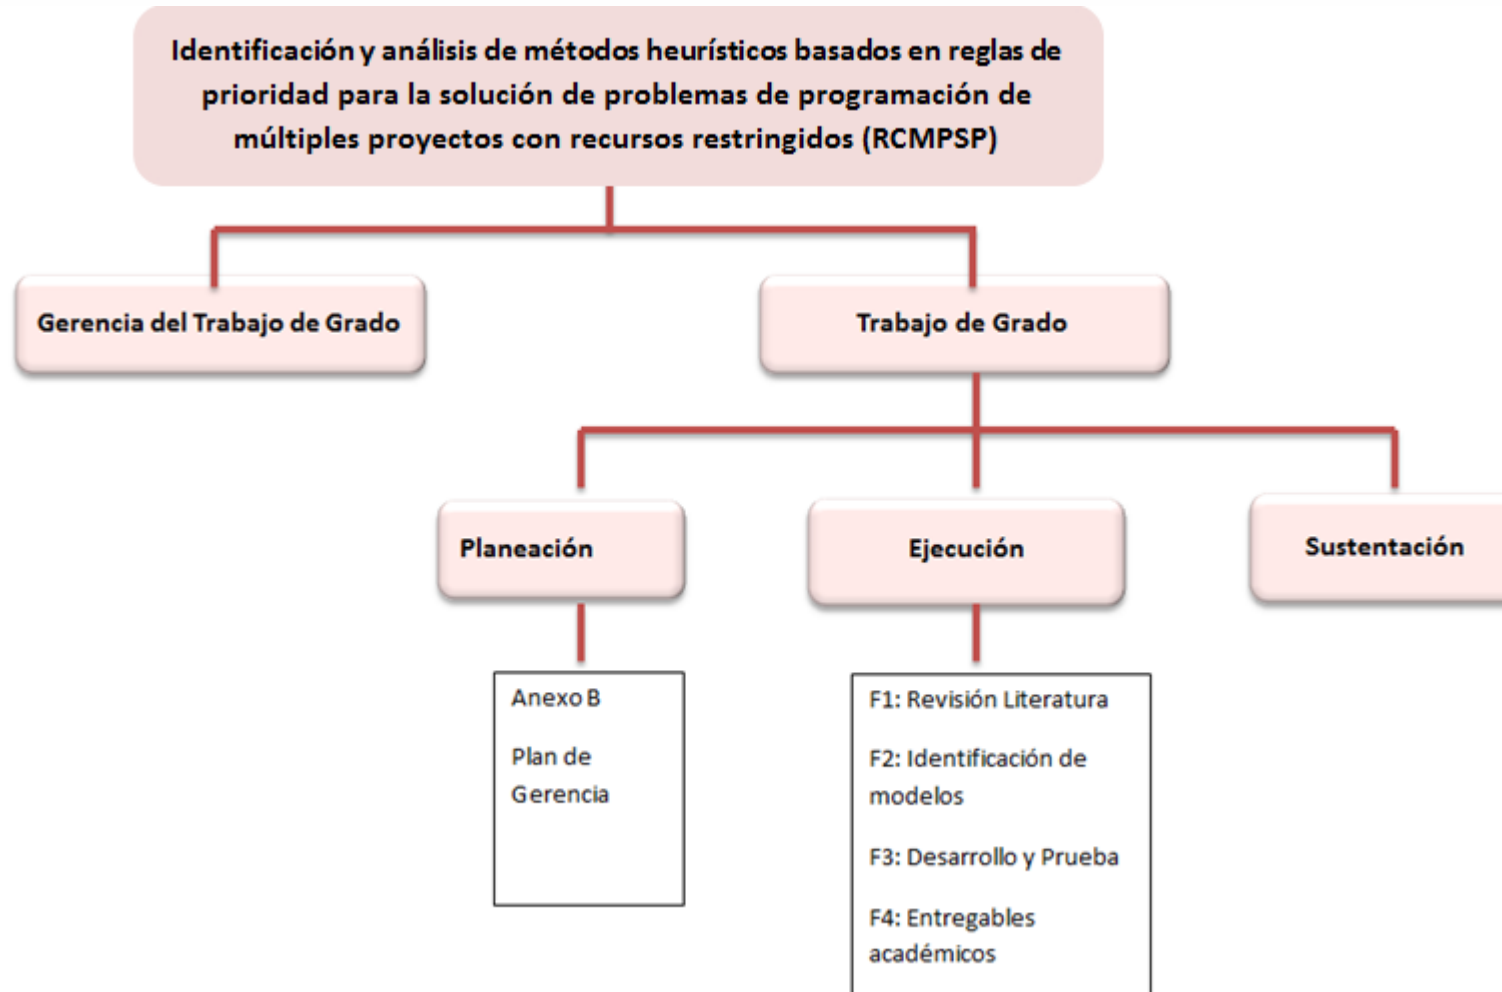 Identificación y análisis de métodos heurísticos basados en reglas de
prioridad para la solución de problemas de programación de
múltiples proyectos con recursos restringidos (RCMPSP)
Gerencia del Trabajo de Grado
Trabajo de Grado
Planeación
Ejecución
Sustentación
Anexo B
Plan de
Gerencia
F1: Revisión Literatura
F2: Identificación de
modelos
F3: Desarrollo y Prueba
F4: Entregables
académicos